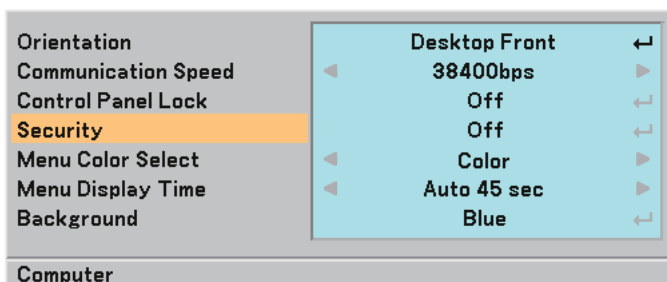 Orientation Desktop Front
Communication Speed 38400bps
Control Panel Lock Off
Security Off
Menu Color Select Color
Menu Display Time Auto 45 sec
Background Blue
Computer